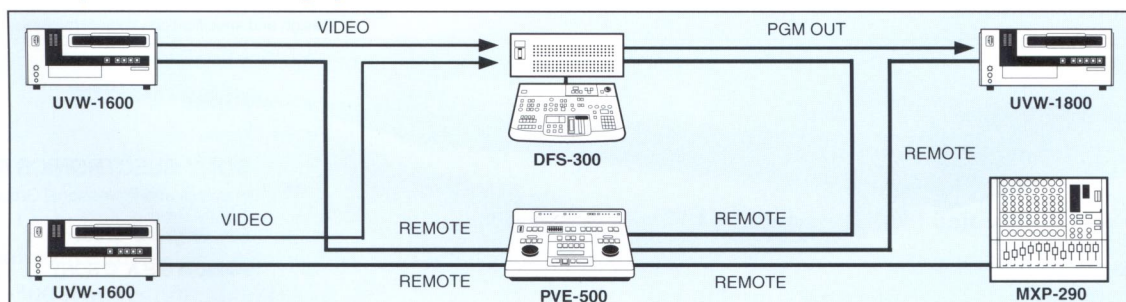 VIDEO
PGM OUT
UVW-1600
UVW-1800
DFS-300
REMOTE
VIDEO
REMOTE
REMOTE
UVW-1600
REMOTE
PVE-500
REMOTE
MXP-290